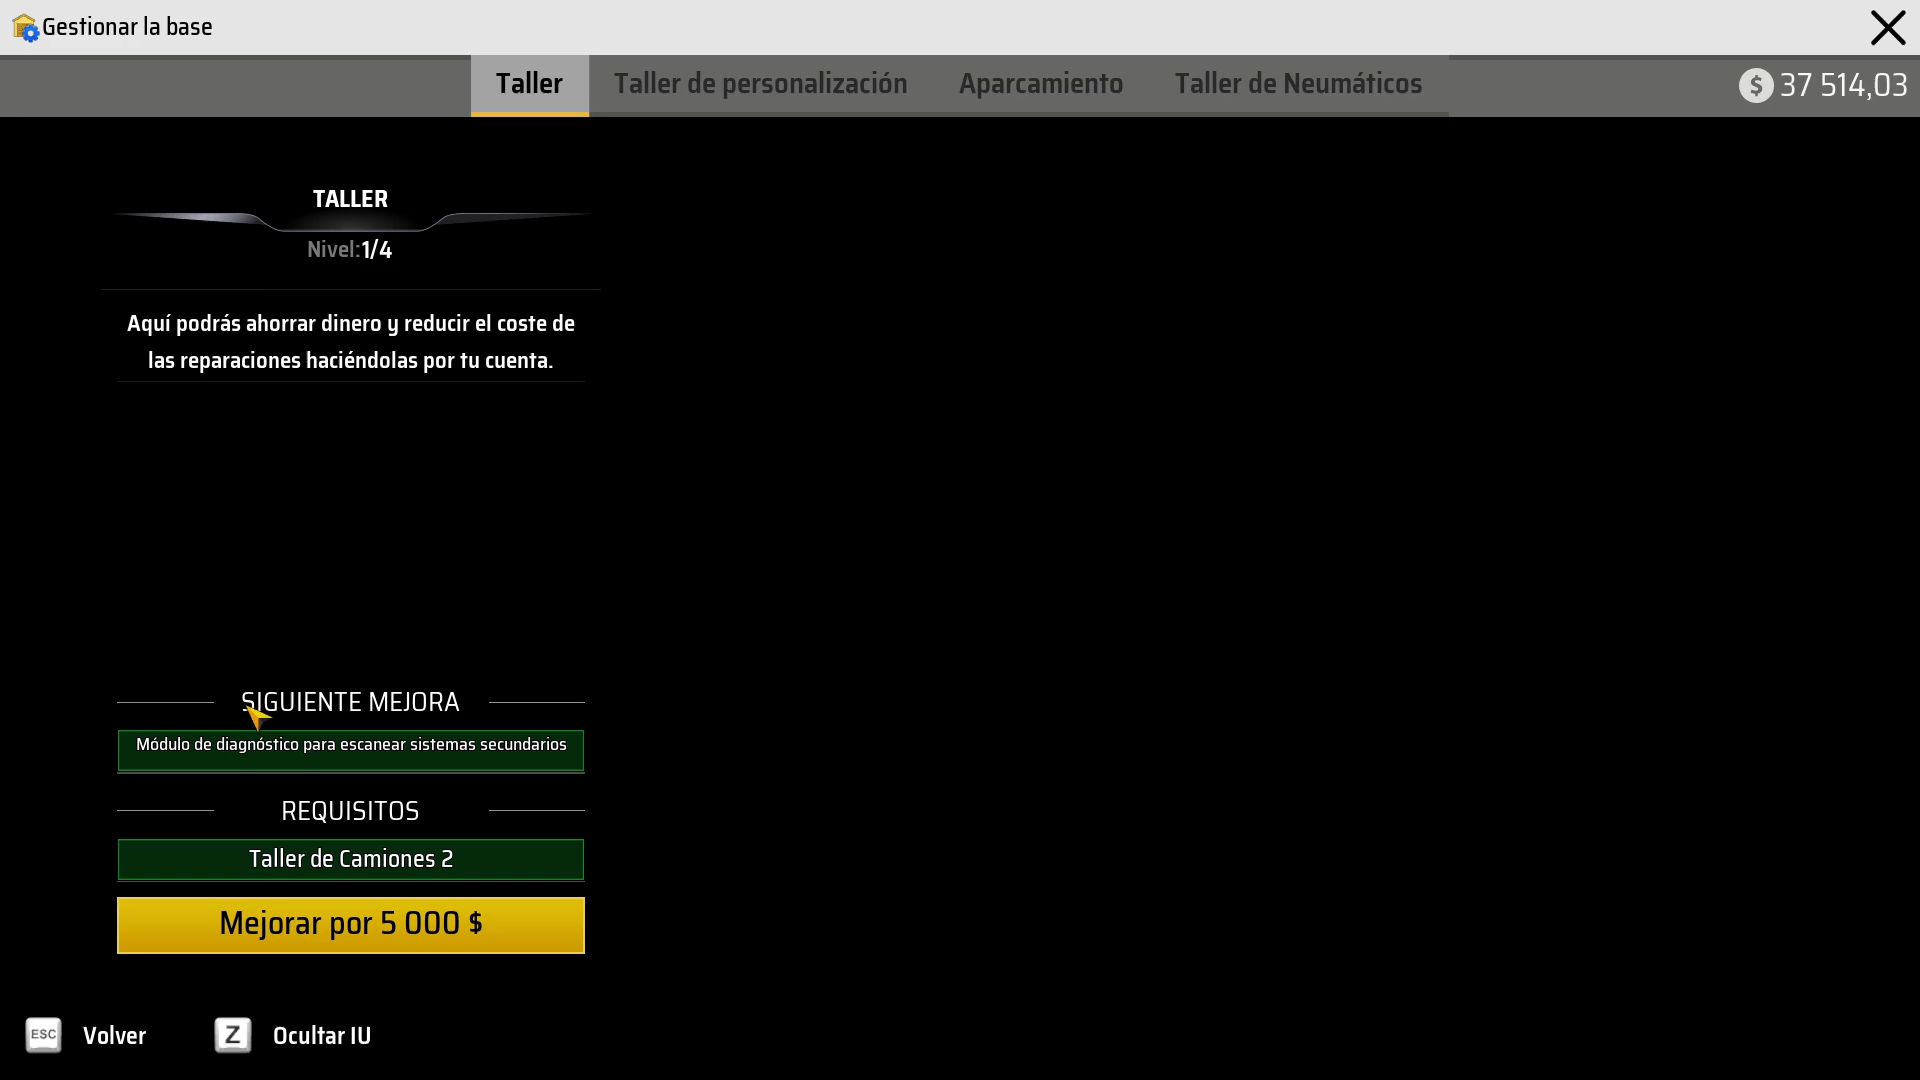 Gestionar la base
Taller
Taller de personalización
Aparcamiento
Taller de Neumáticos
$ 37 514,03
TALLER
Nivel:1/4
Aquí podrás ahorrar dinero y reducir el coste de
las reparaciones haciéndolas por tu cuenta.
SIGUIENTE MEJORA
Módulo de diagnóstico para escanear sistemas secundarios
REQUISITOS
Taller de Camiones 2
Mejorar por 5 000 $
ESC Volver
Z Ocultar IU